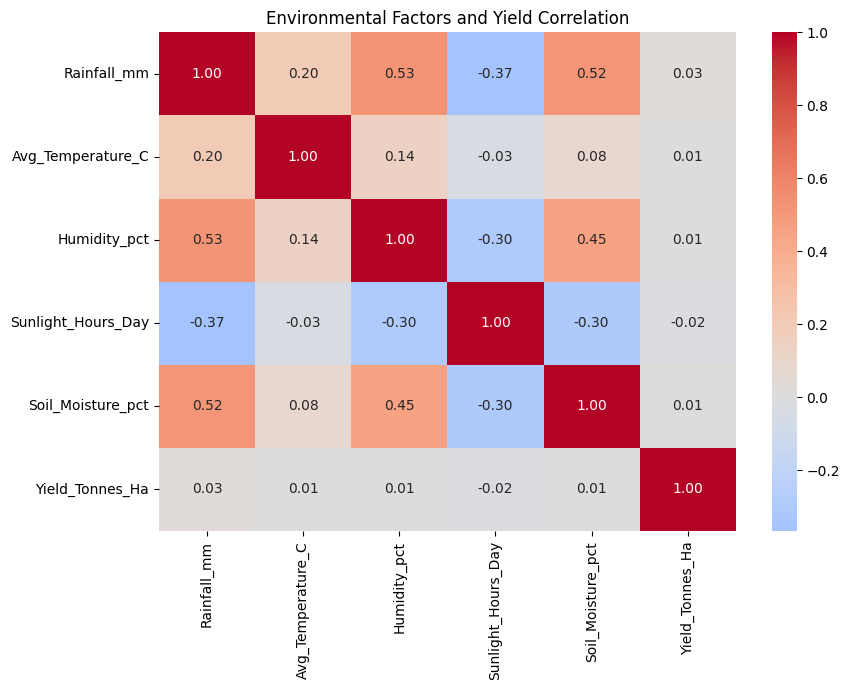 Environmental Factors and Yield Correlation
Rainfall_mm 1.00 0.20 0.53 -0.37 0.52 0.03
Avg_Temperature_C 0.20 1.00 0.14 -0.03 0.08 0.01
Humidity_pct 0.53 0.14 1.00 -0.30 0.45 0.01
Sunlight_Hours_Day -0.37 -0.03 -0.30 1.00 -0.30 -0.02
Soil_Moisture_pct 0.52 0.08 0.45 -0.30 1.00 0.01
Yield_Tonnes_Ha 0.03 0.01 0.01 -0.02 0.01 1.00
Rainfall_mm
Avg_Temperature_C
Humidity_pct
Sunlight_Hours_Day
Soil_Moisture_pct
Yield_Tonnes_Ha
1.0
0.8
0.6
0.4
0.2
0.0
−0.2